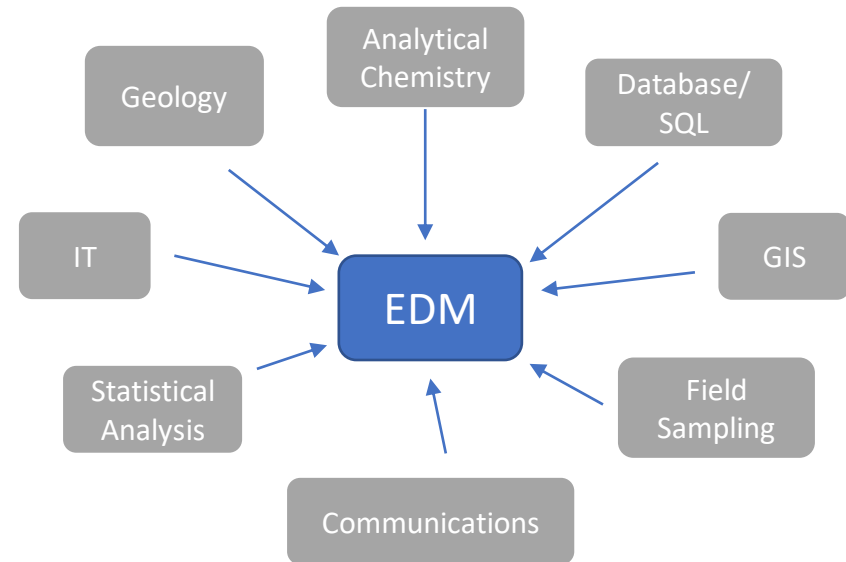 Analytical
Chemistry
Geology
Database/
SQL
IT
GIS
EDM
Statistical
Analysis
Field
Sampling
Communications